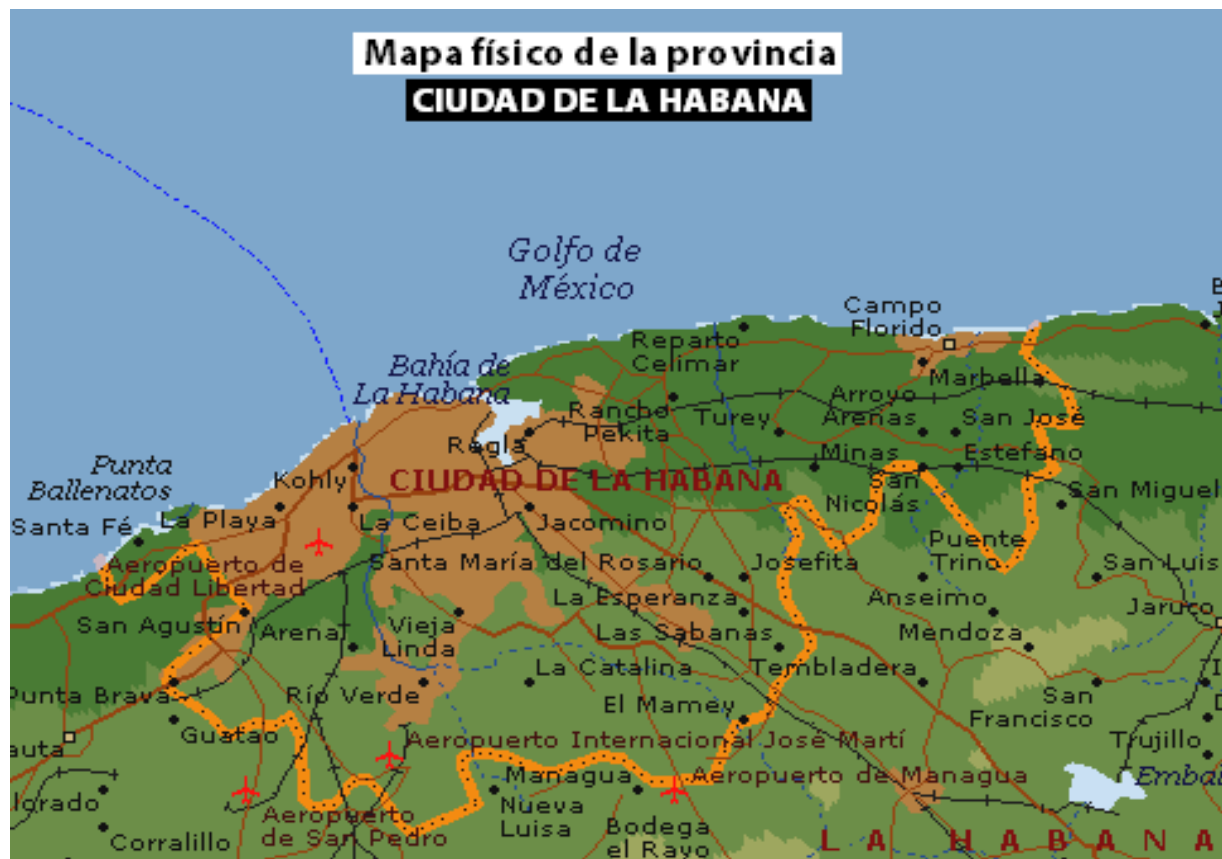 Mapa físico de la provincia
CIUDAD DE LA HABANA
Golfo de
México
Campo
Florido
Reparto
Celimar
Bahía de
La Habana
Marbella
Arroyo
Arenas
Rancho
Pekita
Turey
San José
Regla
Minas
Estefano
Punta
Ballenatos
Kohly
CIUDAD DE LA HABANA
San
Nicolás
San Miguel
Santa Fé
La Playa
La Ceiba
Jacomino
Puente
Trino
Aeropuerto de
Ciudad Libertad
Santa María del Rosario
Josefita
San Luis
La Esperanza
Anseimo
Jaruco
San Agustín
Arenal
Vieja
Linda
Las Sabanas
Mendoza
La Catalina
Tembladera
Punta Brava
Río Verde
El Mamey
San
Francisco
Guatao
Aeropuerto Internacional José Martí
Trujillo
auta
Managua
Aeropuerto de Managua
Embal
lorado
Nueva
Luisa
Aeropuerto
de San Pedro
Corralillo
Bodega
el Rayo
LA HABANA